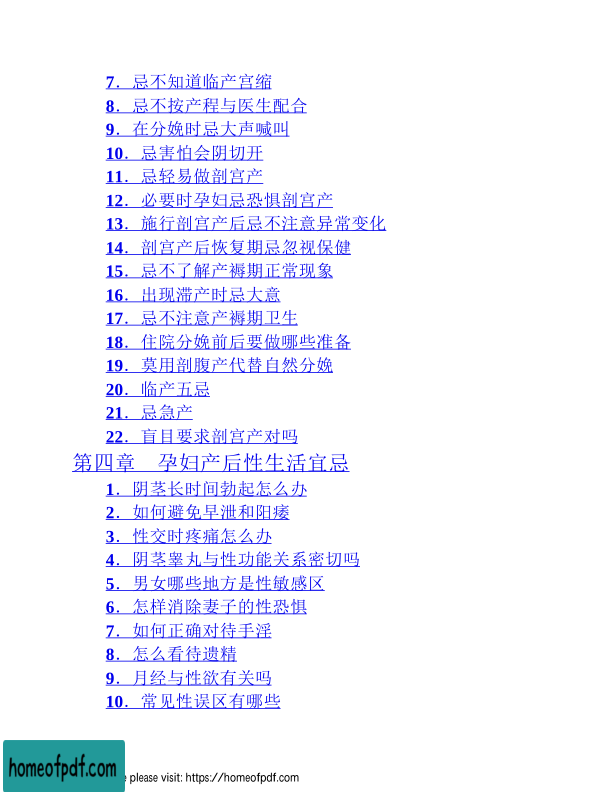 7．忌不知道临产宫缩
8．忌不按产程与医生配合
9．在分娩时忌大声喊叫
10．忌害怕会阴切开
11．忌轻易做剖宫产
12．必要时孕妇忌恐惧剖宫产
13．施行剖宫产后忌不注意异常变化
14．剖宫产后恢复期忌忽视保健
15．忌不了解产褥期正常现象
16．出现滞产时忌大意
17．忌不注意产褥期卫生
18．住院分娩前后要做哪些准备
19．莫用剖腹产代替自然分娩
20．临产五忌
21．忌急产
22．盲目要求剖宫产对吗
第四章　孕妇产后性生活宜忌
1．阴茎长时间勃起怎么办
2．如何避免早泄和阳痿
3．性交时疼痛怎么办
4．阴茎睾丸与性功能关系密切吗
5．男女哪些地方是性敏感区
6．怎样消除妻子的性恐惧
7．如何正确对待手淫
8．怎么看待遗精
9．月经与性欲有关吗
10．常见性误区有哪些
homeofpdf.com
please visit: https://homeofpdf.com